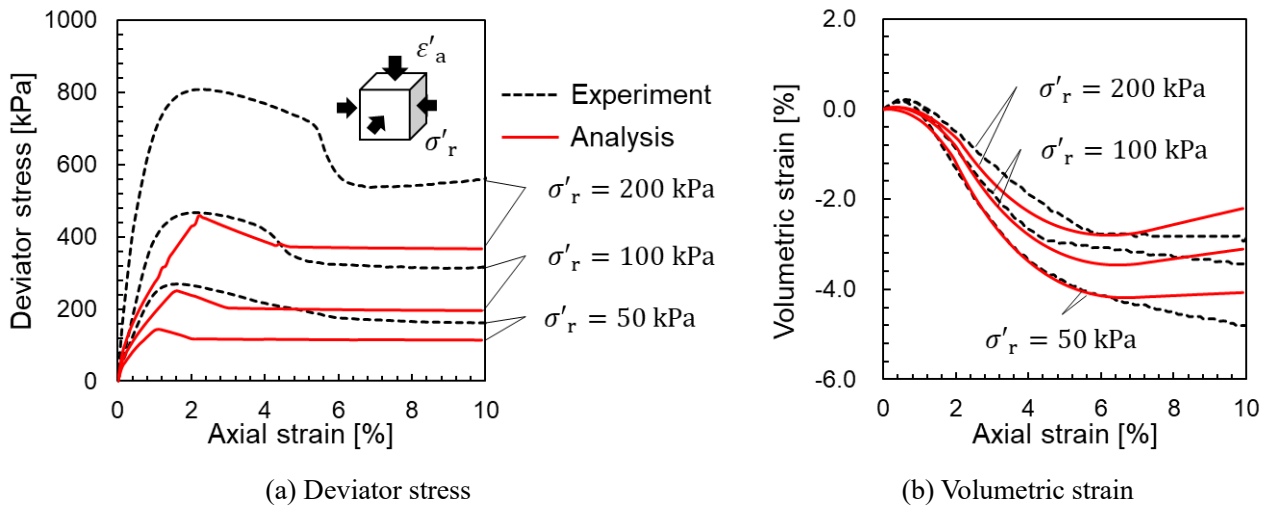 Deviator stress [kPa]
1000
800
600
400
200
0
0
2
4
6
8
10
Axial strain [%]
ε′a
σ′r
Experiment
Analysis
σ′r = 200 kPa
σ′r = 100 kPa
σ′r = 50 kPa
(a) Deviator stress
Volumetric strain [%]
2.0
0.0
-2.0
-4.0
-6.0
0
2
4
6
8
10
Axial strain [%]
σ′r = 200 kPa
σ′r = 100 kPa
σ′r = 50 kPa
(b) Volumetric strain